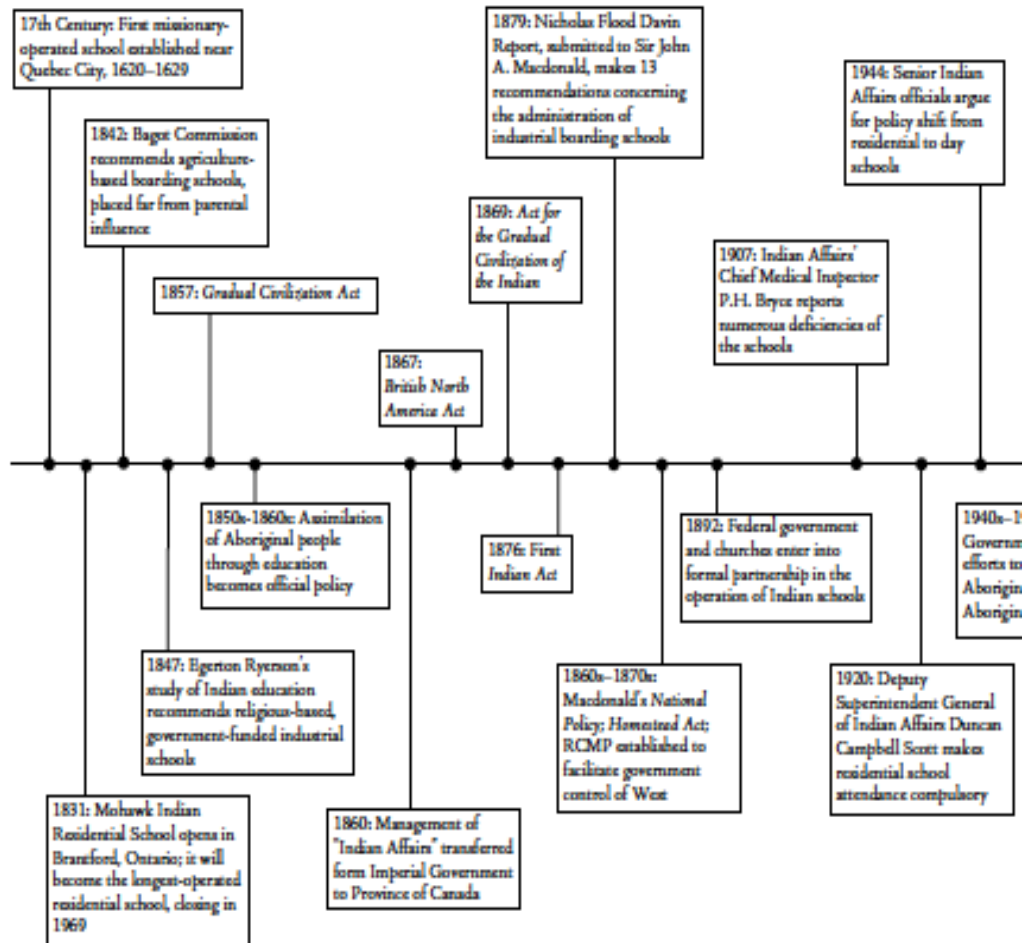 17th Century: First missionary-
operated school established near
Quebec City, 1620–1629
1831: Mohawk Indian
Residential School opens in
Brantford, Ontario; it will
become the longest-operated
residential school, closing in
1969
1842: Bagot Commission
recommends agriculture-
based boarding schools,
placed far from parental
influence
1847: Egerton Ryerson's
study of Indian education
recommends religious-based,
government-funded industrial
schools
1857: Gradual Civilization Act
1850s-1860s: Assimilation
of Aboriginal people
through education
becomes official policy
1860: Management of
"Indian Affairs" transferred
form Imperial Government
to Province of Canada
1867:
British North
America Act
1869: Act for
the Gradual
Civilization of
the Indian
1876: First
Indian Act
1879: Nicholas Flood Davin
Report, submitted to Sir John
A. Macdonald, makes 13
recommendations concerning
the administration of
industrial boarding schools
1860s–1870s:
Macdonald's National
Policy; Homestead Act;
RCMP established to
facilitate government
control of West
1892: Federal government
and churches enter into
formal partnership in the
operation of Indian schools
1907: Indian Affairs'
Chief Medical Inspector
P.H. Bryce reports
numerous deficiencies of
the schools
1920: Deputy
Superintendent General
of Indian Affairs Duncan
Campbell Scott makes
residential school
attendance compulsory
1944: Senior Indian
Affairs officials argue
for policy shift from
residential to day
schools
1940s–1
Governm
efforts to
Aborigin
Aborigin